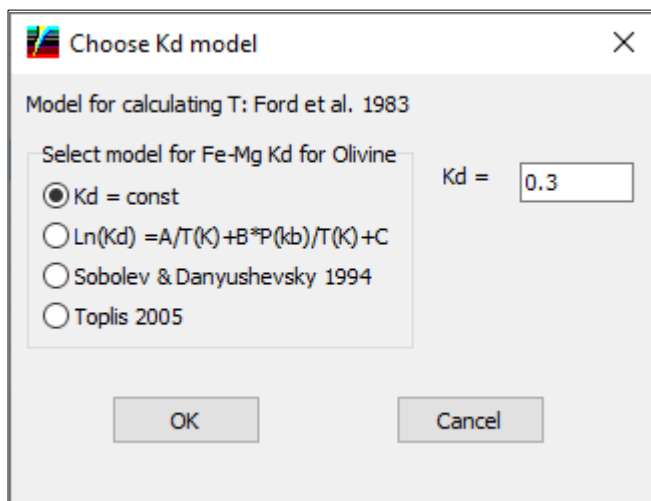 Choose Kd model
Model for calculating T: Ford et al. 1983
Select model for Fe-Mg Kd for Olivine
Kd = const
Ln(Kd) =A/T(K)+B*P(kb)/T(K)+C
Sobolev & Danyushevsky 1994
Toplis 2005
Kd =
0.3
OK
Cancel